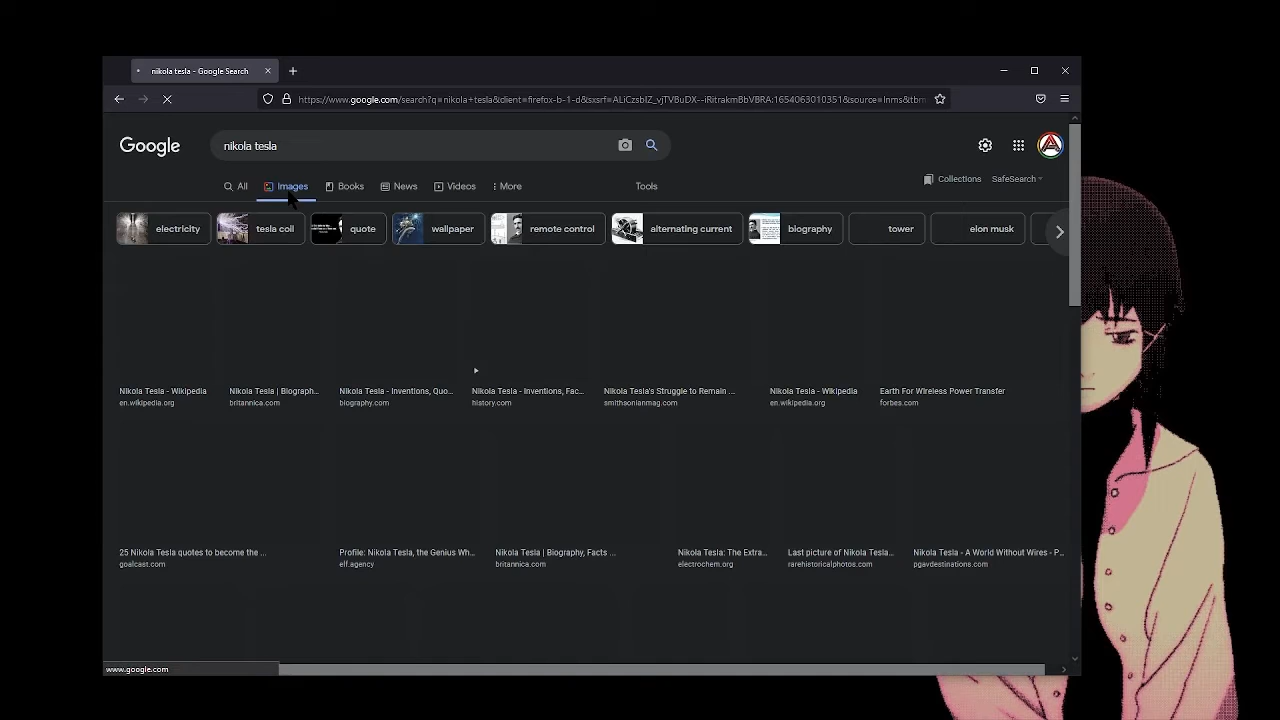 nikola tesla - Google Search
https://www.google.com/search?q=nikola+tesla&client=firefox-b-1-d&sxsrf=ALiCzsbIZ_vjTVBuDX--iRitrakmBbVBRA:1654063010351&source=lnms&tbm
Google
nikola tesla
All Images Books News Videos More Tools
Collections SafeSearch
electricity tesla coil quote wallpaper remote control alternating current biography tower elon musk
Nikola Tesla - Wikipedia Nikola Tesla | Biograph... Nikola Tesla - Inventions, Quo... Nikola Tesla - Inventions, Fac... Nikola Tesla's Struggle to Remain ... Nikola Tesla - Wikipedia Earth For Wireless Power Transfer
en.wikipedia.org britannica.com biography.com history.com smithsonianmag.com en.wikipedia.org forbes.com
25 Nikola Tesla quotes to become the ... Profile: Nikola Tesla, the Genius Wh... Nikola Tesla | Biography, Facts ... Nikola Tesla: The Extra... Last picture of Nikola Tesla... Nikola Tesla - A World Without Wires - P...
goalcast.com elf.agency britannica.com electrochem.org rarehistoricalphotos.com pgavdestinations.com
www.google.com